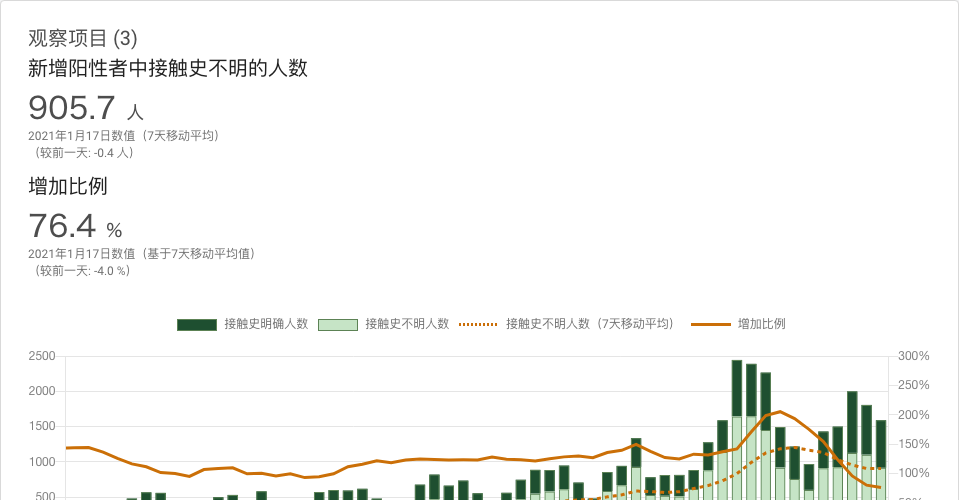 观察项目 (3)
新增阳性者中接触史不明的人数
905.7 人
2021年1月17日数值（7天移动平均）
（较前一天: -0.4 人）
增加比例
76.4 %
2021年1月17日数值（基于7天移动平均值）
（较前一天: -4.0 %）
接触史明确人数 接触史不明人数 接触史不明人数（7天移动平均） 增加比例
2500 300%
250%
2000
200%
1500
150%
1000
100%
500
50%